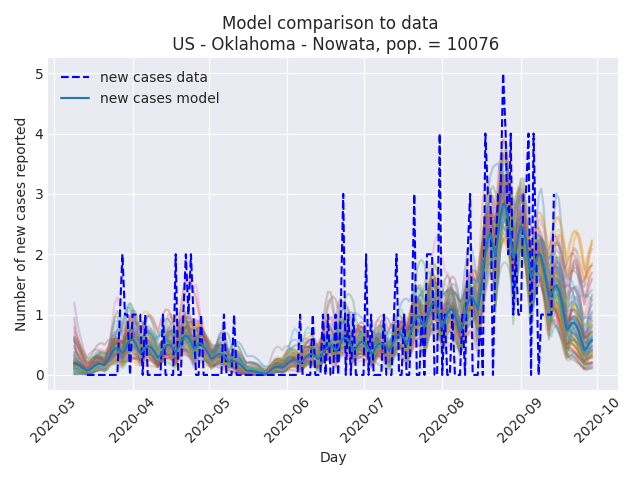 Model comparison to data
US - Oklahoma - Nowata, pop. = 10076
new cases data
new cases model
Number of new cases reported
5
4
3
2
1
0
2020-03
2020-04
2020-05
2020-06
2020-07
2020-08
2020-09
2020-10
Day